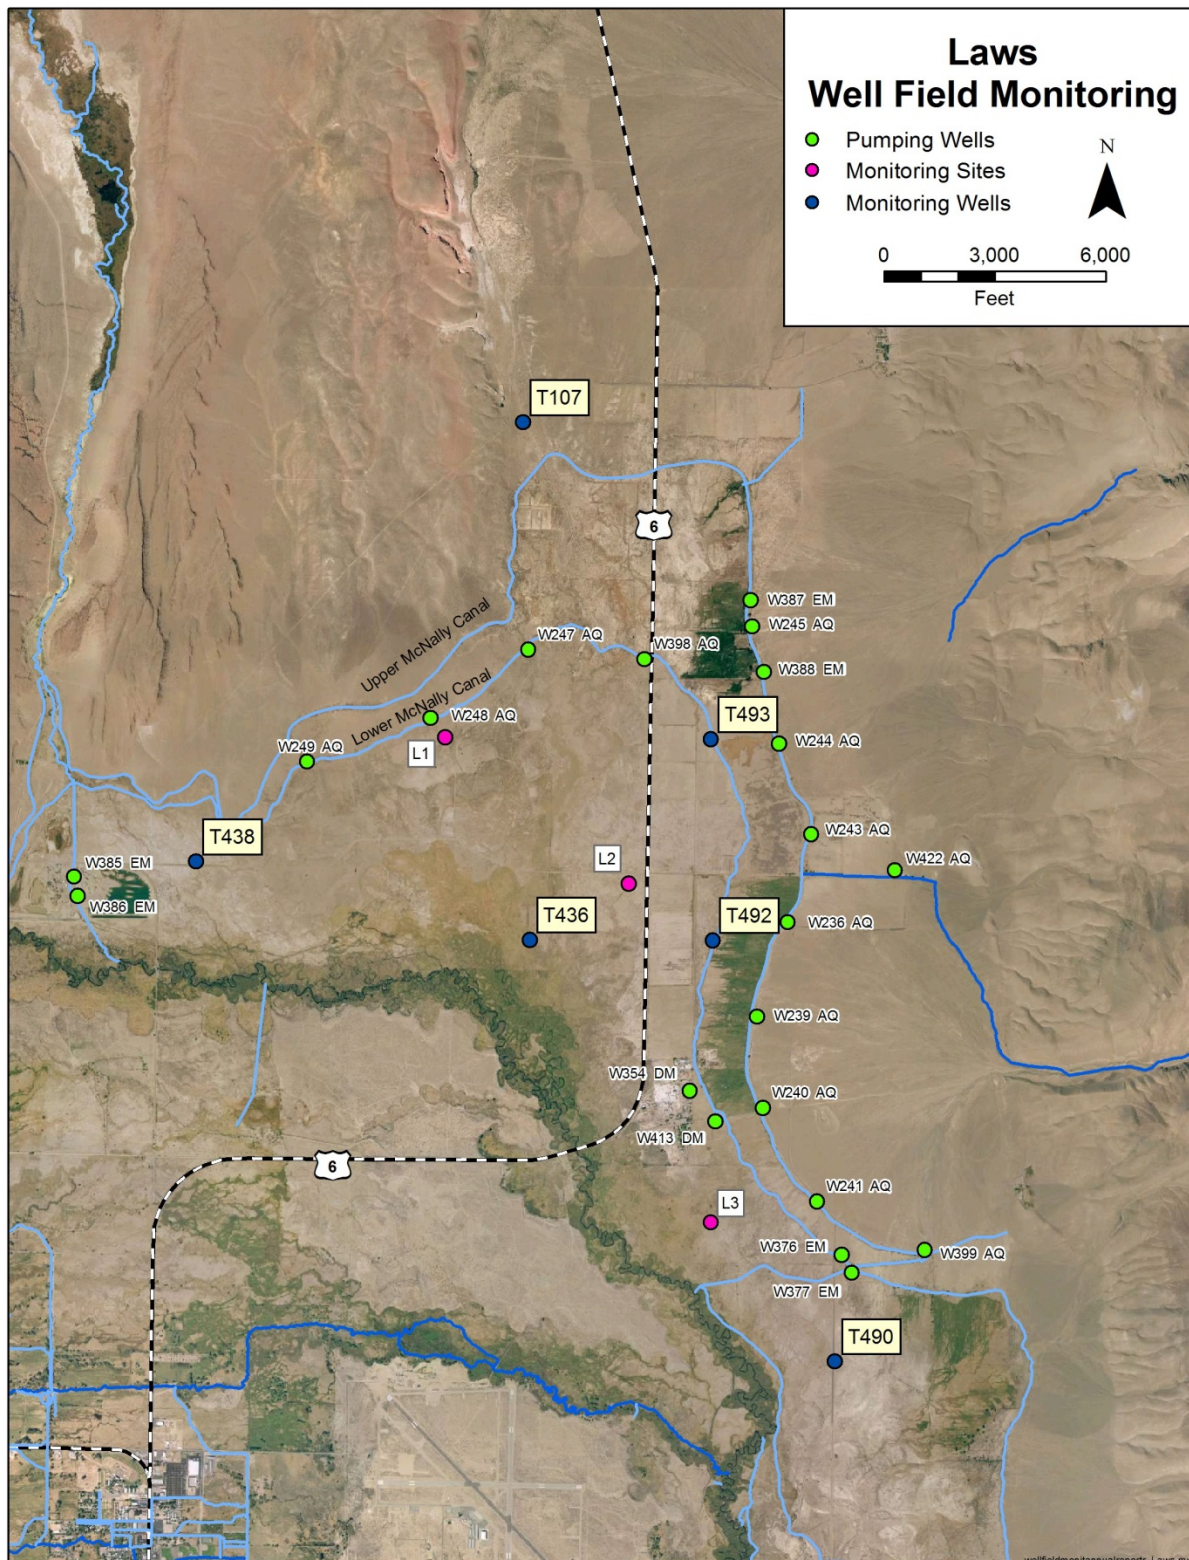 Laws
Well Field Monitoring
Pumping Wells
Monitoring Sites
Monitoring Wells
N
0 3,000 6,000
Feet
T107
6
Upper McNally Canal
Lower McNally Canal
W387 EM
W245 AQ
W247 AQ
W398 AQ
W388 EM
T493
W248 AQ
L1
W249 AQ
W244 AQ
T438
W243 AQ
L2
W385 EM
W386 EM
W422 AQ
T436
T492
W236 AQ
W239 AQ
W354 DM
W240 AQ
W413 DM
6
W241 AQ
L3
W376 EM
W399 AQ
W377 EM
T490